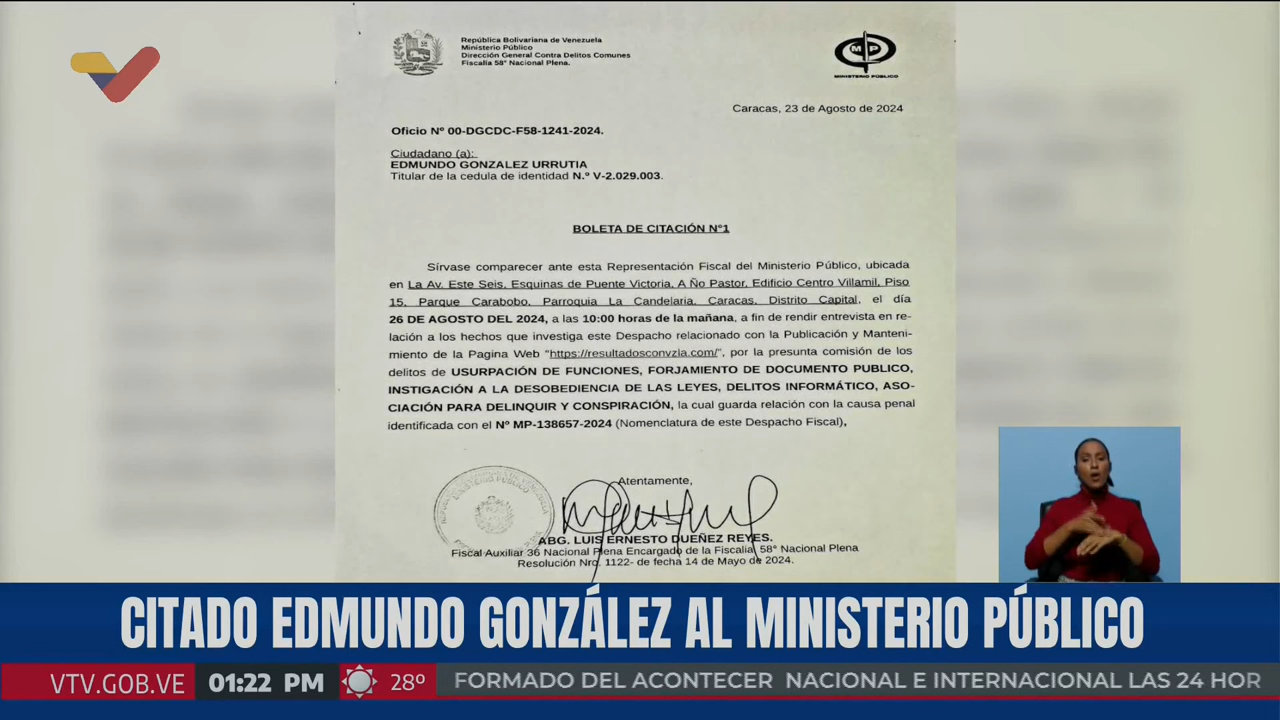 República Bolivariana de Venezuela
Ministerio Público
Dirección General Contra Delitos Comunes
Fiscalía 58° Nacional Plena.
MP
MINISTERIO PÚBLICO
Caracas, 23 de Agosto de 2024
Oficio Nº 00-DGCDC-F58-1241-2024.
Ciudadano (a):
EDMUNDO GONZALEZ URRUTIA
Titular de la cedula de identidad N.º V-2.029.003.
BOLETA DE CITACIÓN N°1
Sírvase comparecer ante esta Representación Fiscal del Ministerio Público, ubicada
en La Av. Este Seis, Esquinas de Puente Victoria, A Ño Pastor, Edificio Centro Villamil, Piso
15, Parque Carabobo, Parroquia La Candelaria, Caracas, Distrito Capital, el día
26 DE AGOSTO DEL 2024, a las 10:00 horas de la mañana, a fin de rendir entrevista en re-
lación a los hechos que investiga este Despacho relacionado con la Publicación y Manteni-
miento de la Pagina Web "https://resultadosconvzla.com/", por la presunta comisión de los
delitos de USURPACIÓN DE FUNCIONES, FORJAMIENTO DE DOCUMENTO PUBLICO,
INSTIGACIÓN A LA DESOBEDIENCIA DE LAS LEYES, DELITOS INFORMÁTICO, ASO-
CIACIÓN PARA DELINQUIR Y CONSPIRACIÓN, la cual guarda relación con la causa penal
identificada con el Nº MP-138657-2024 (Nomenclatura de este Despacho Fiscal),
Atentamente,
ABG. LUIS ERNESTO DUEÑEZ REYES.
Fiscal Auxiliar 36 Nacional Plena Encargado de la Fiscalía 58° Nacional Plena
Resolución Nro. 1122- de fecha 14 de Mayo de 2024.
CITADO EDMUNDO GONZÁLEZ AL MINISTERIO PÚBLICO
VTV.GOB.VE 01:22 PM 28º FORMADO DEL ACONTECER NACIONAL E INTERNACIONAL LAS 24 HOR